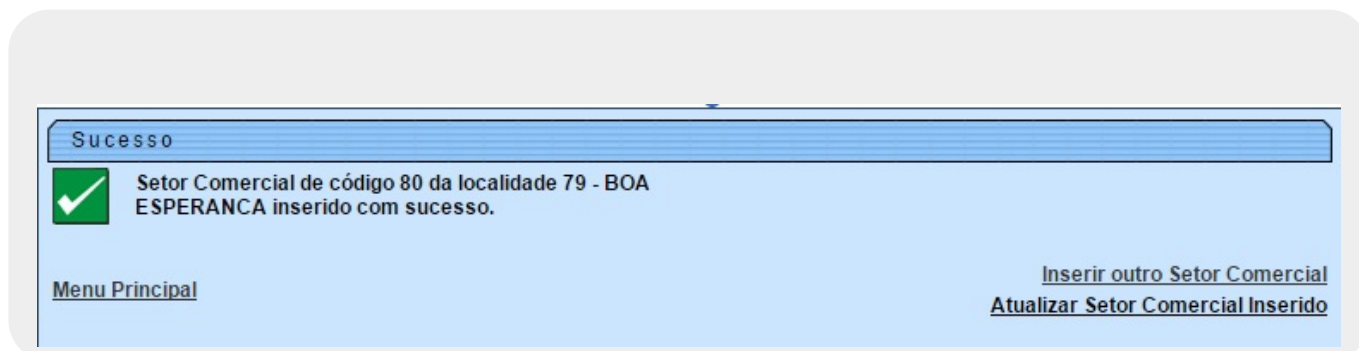 Sucesso
Setor Comercial de código 80 da localidade 79 - BOA
ESPERANCA inserido com sucesso.
Menu Principal
Inserir outro Setor Comercial
Atualizar Setor Comercial Inserido